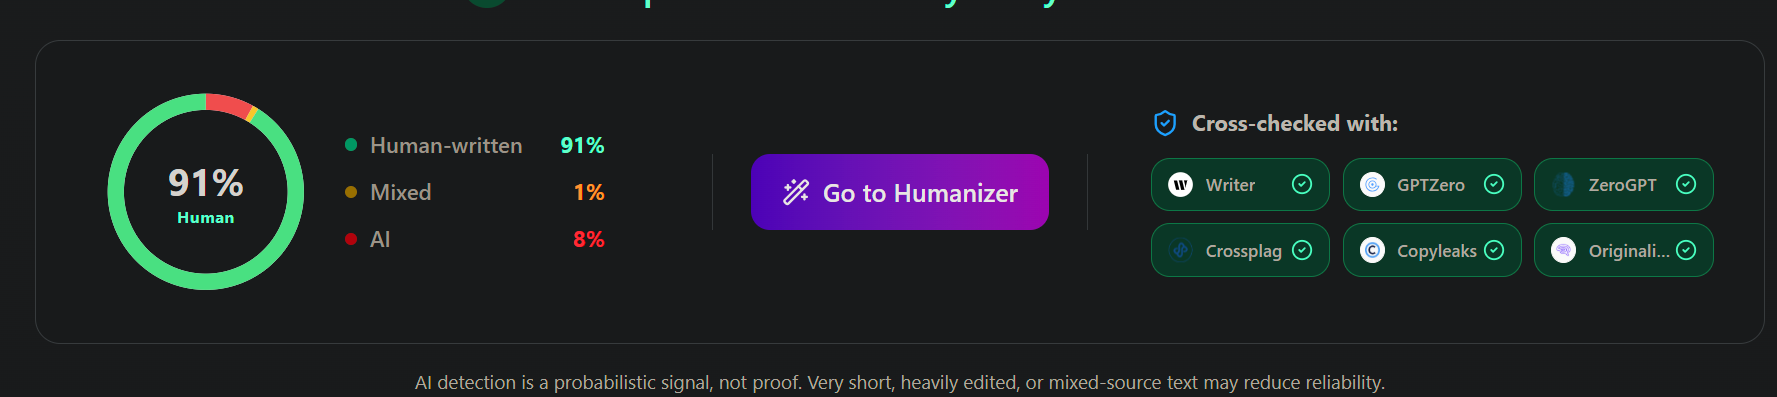 91%
Human
Human-written 91%
Mixed 1%
AI 8%
Go to Humanizer
Cross-checked with:
Writer
GPTZero
ZeroGPT
Crossplag
Copyleaks
Originali...
AI detection is a probabilistic signal, not proof. Very short, heavily edited, or mixed-source text may reduce reliability.